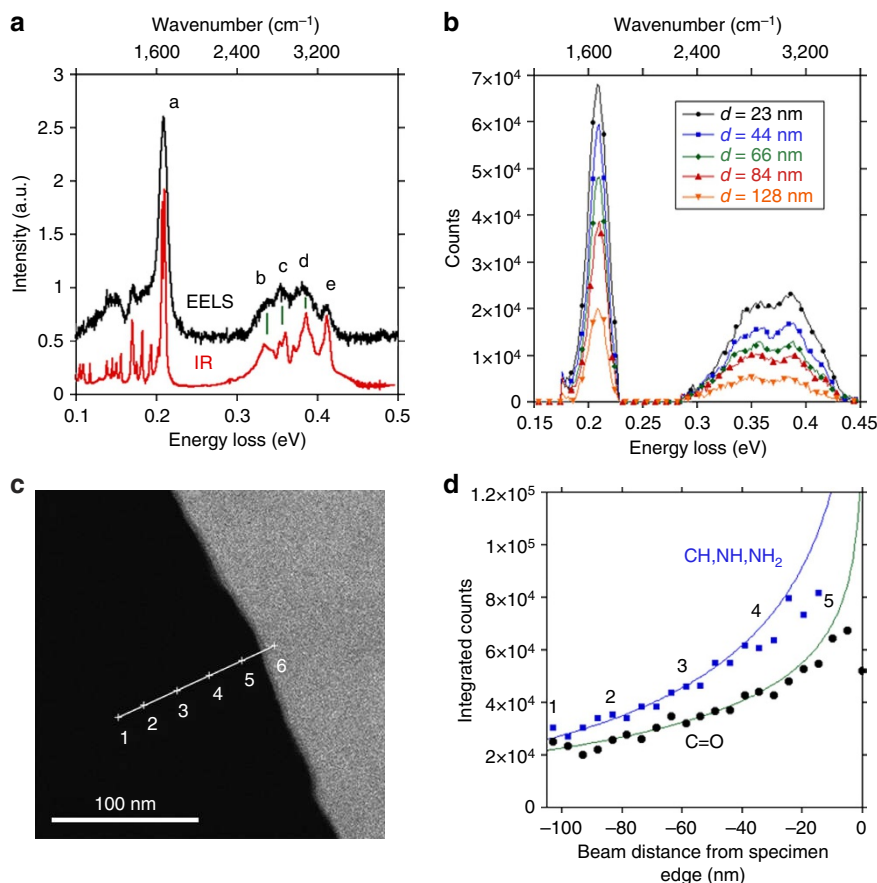 a
Wavenumber (cm⁻¹)
1,600 2,400 3,200
3
2.5
2
1.5
1
0.5
0
Intensity (a.u.)
a
b c d e
EELS
IR
0.1 0.2 0.3 0.4 0.5
Energy loss (eV)
b
Wavenumber (cm⁻¹)
1,600 2,400 3,200
7×10⁴
6×10⁴
5×10⁴
4×10⁴
3×10⁴
2×10⁴
1×10⁴
0
Counts
d = 23 nm
d = 44 nm
d = 66 nm
d = 84 nm
d = 128 nm
0.15 0.2 0.25 0.3 0.35 0.4 0.45
Energy loss (eV)
c
1 2 3 4 5 6
100 nm
d
1.2×10⁵
1×10⁵
8×10⁴
6×10⁴
4×10⁴
2×10⁴
0
Integrated counts
CH,NH,NH₂
1 2 3 4 5
C=O
–100 –80 –60 –40 –20 0
Beam distance from specimen
edge (nm)